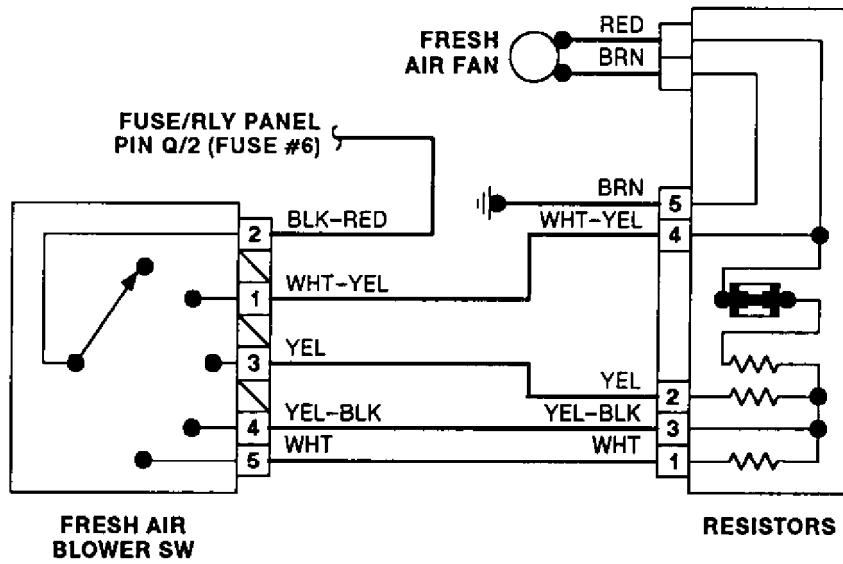 RED
FRESH
AIR FAN
BRN
FUSE/RLY PANEL
PIN Q/2 (FUSE #6)
BRN
5
2
BLK-RED
WHT-YEL
4
1
WHT-YEL
3
YEL
YEL
2
4
YEL-BLK
YEL-BLK
3
5
WHT
WHT
1
FRESH AIR
BLOWER SW
RESISTORS